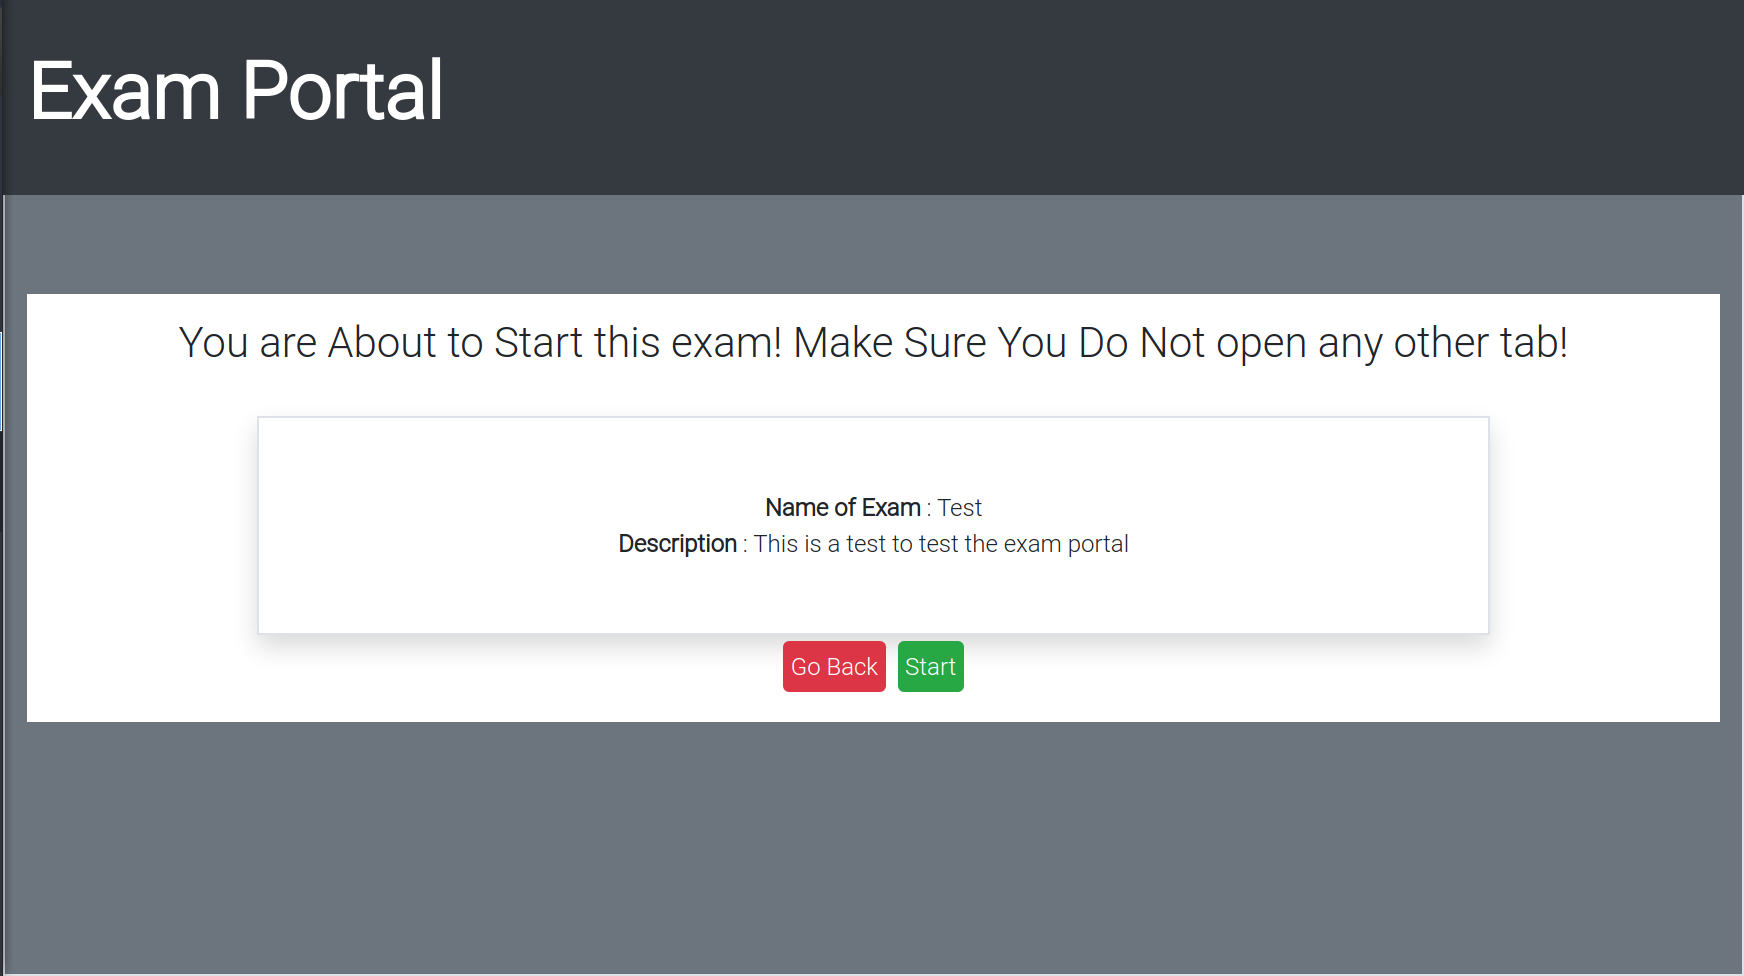 Exam Portal
You are About to Start this exam! Make Sure You Do Not open any other tab!
Name of Exam : Test
Description : This is a test to test the exam portal
Go Back Start